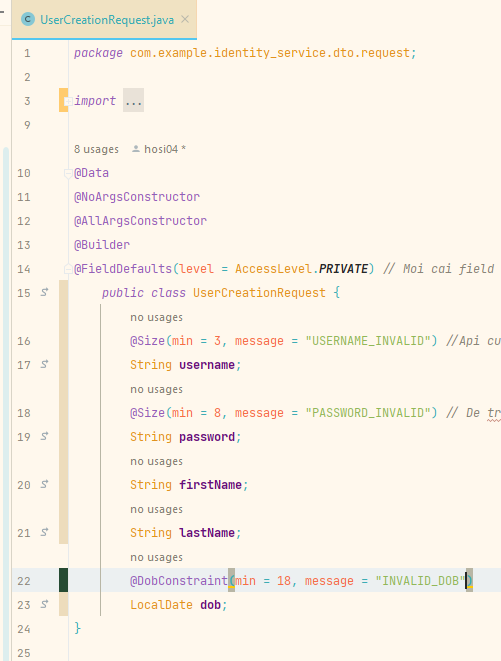 UserCreationRequest.java
1 package com.example.identity_service.dto.request;
2
3 import ...
9
8 usages hosi04 *
10 @Data
11 @NoArgsConstructor
12 @AllArgsConstructor
13 @Builder
14 @FieldDefaults(level = AccessLevel.PRIVATE) // Moi cai field
15 public class UserCreationRequest {
no usages
16 @Size(min = 3, message = "USERNAME_INVALID") //Api cu
17 String username;
no usages
18 @Size(min = 8, message = "PASSWORD_INVALID") // De tr
19 String password;
no usages
20 String firstName;
no usages
21 String lastName;
no usages
22 @DobConstraint(min = 18, message = "INVALID_DOB")
23 LocalDate dob;
24 }
25